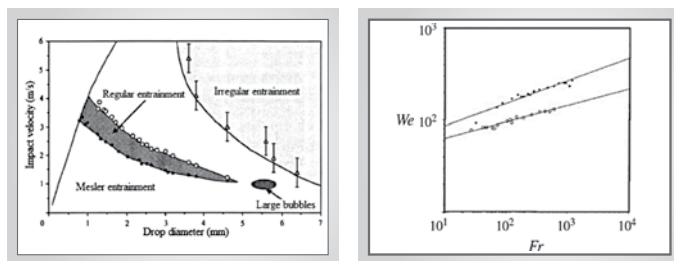 6
5
4
3
2
1
0
1
2
3
4
5
6
7
Impact velocity (m/s)
Drop diameter (mm)
Regular entrainment
Irregular entrainment
Mesler entrainment
Large bubbles
10³
We 10²
10¹
10²
10³
10⁴
Fr